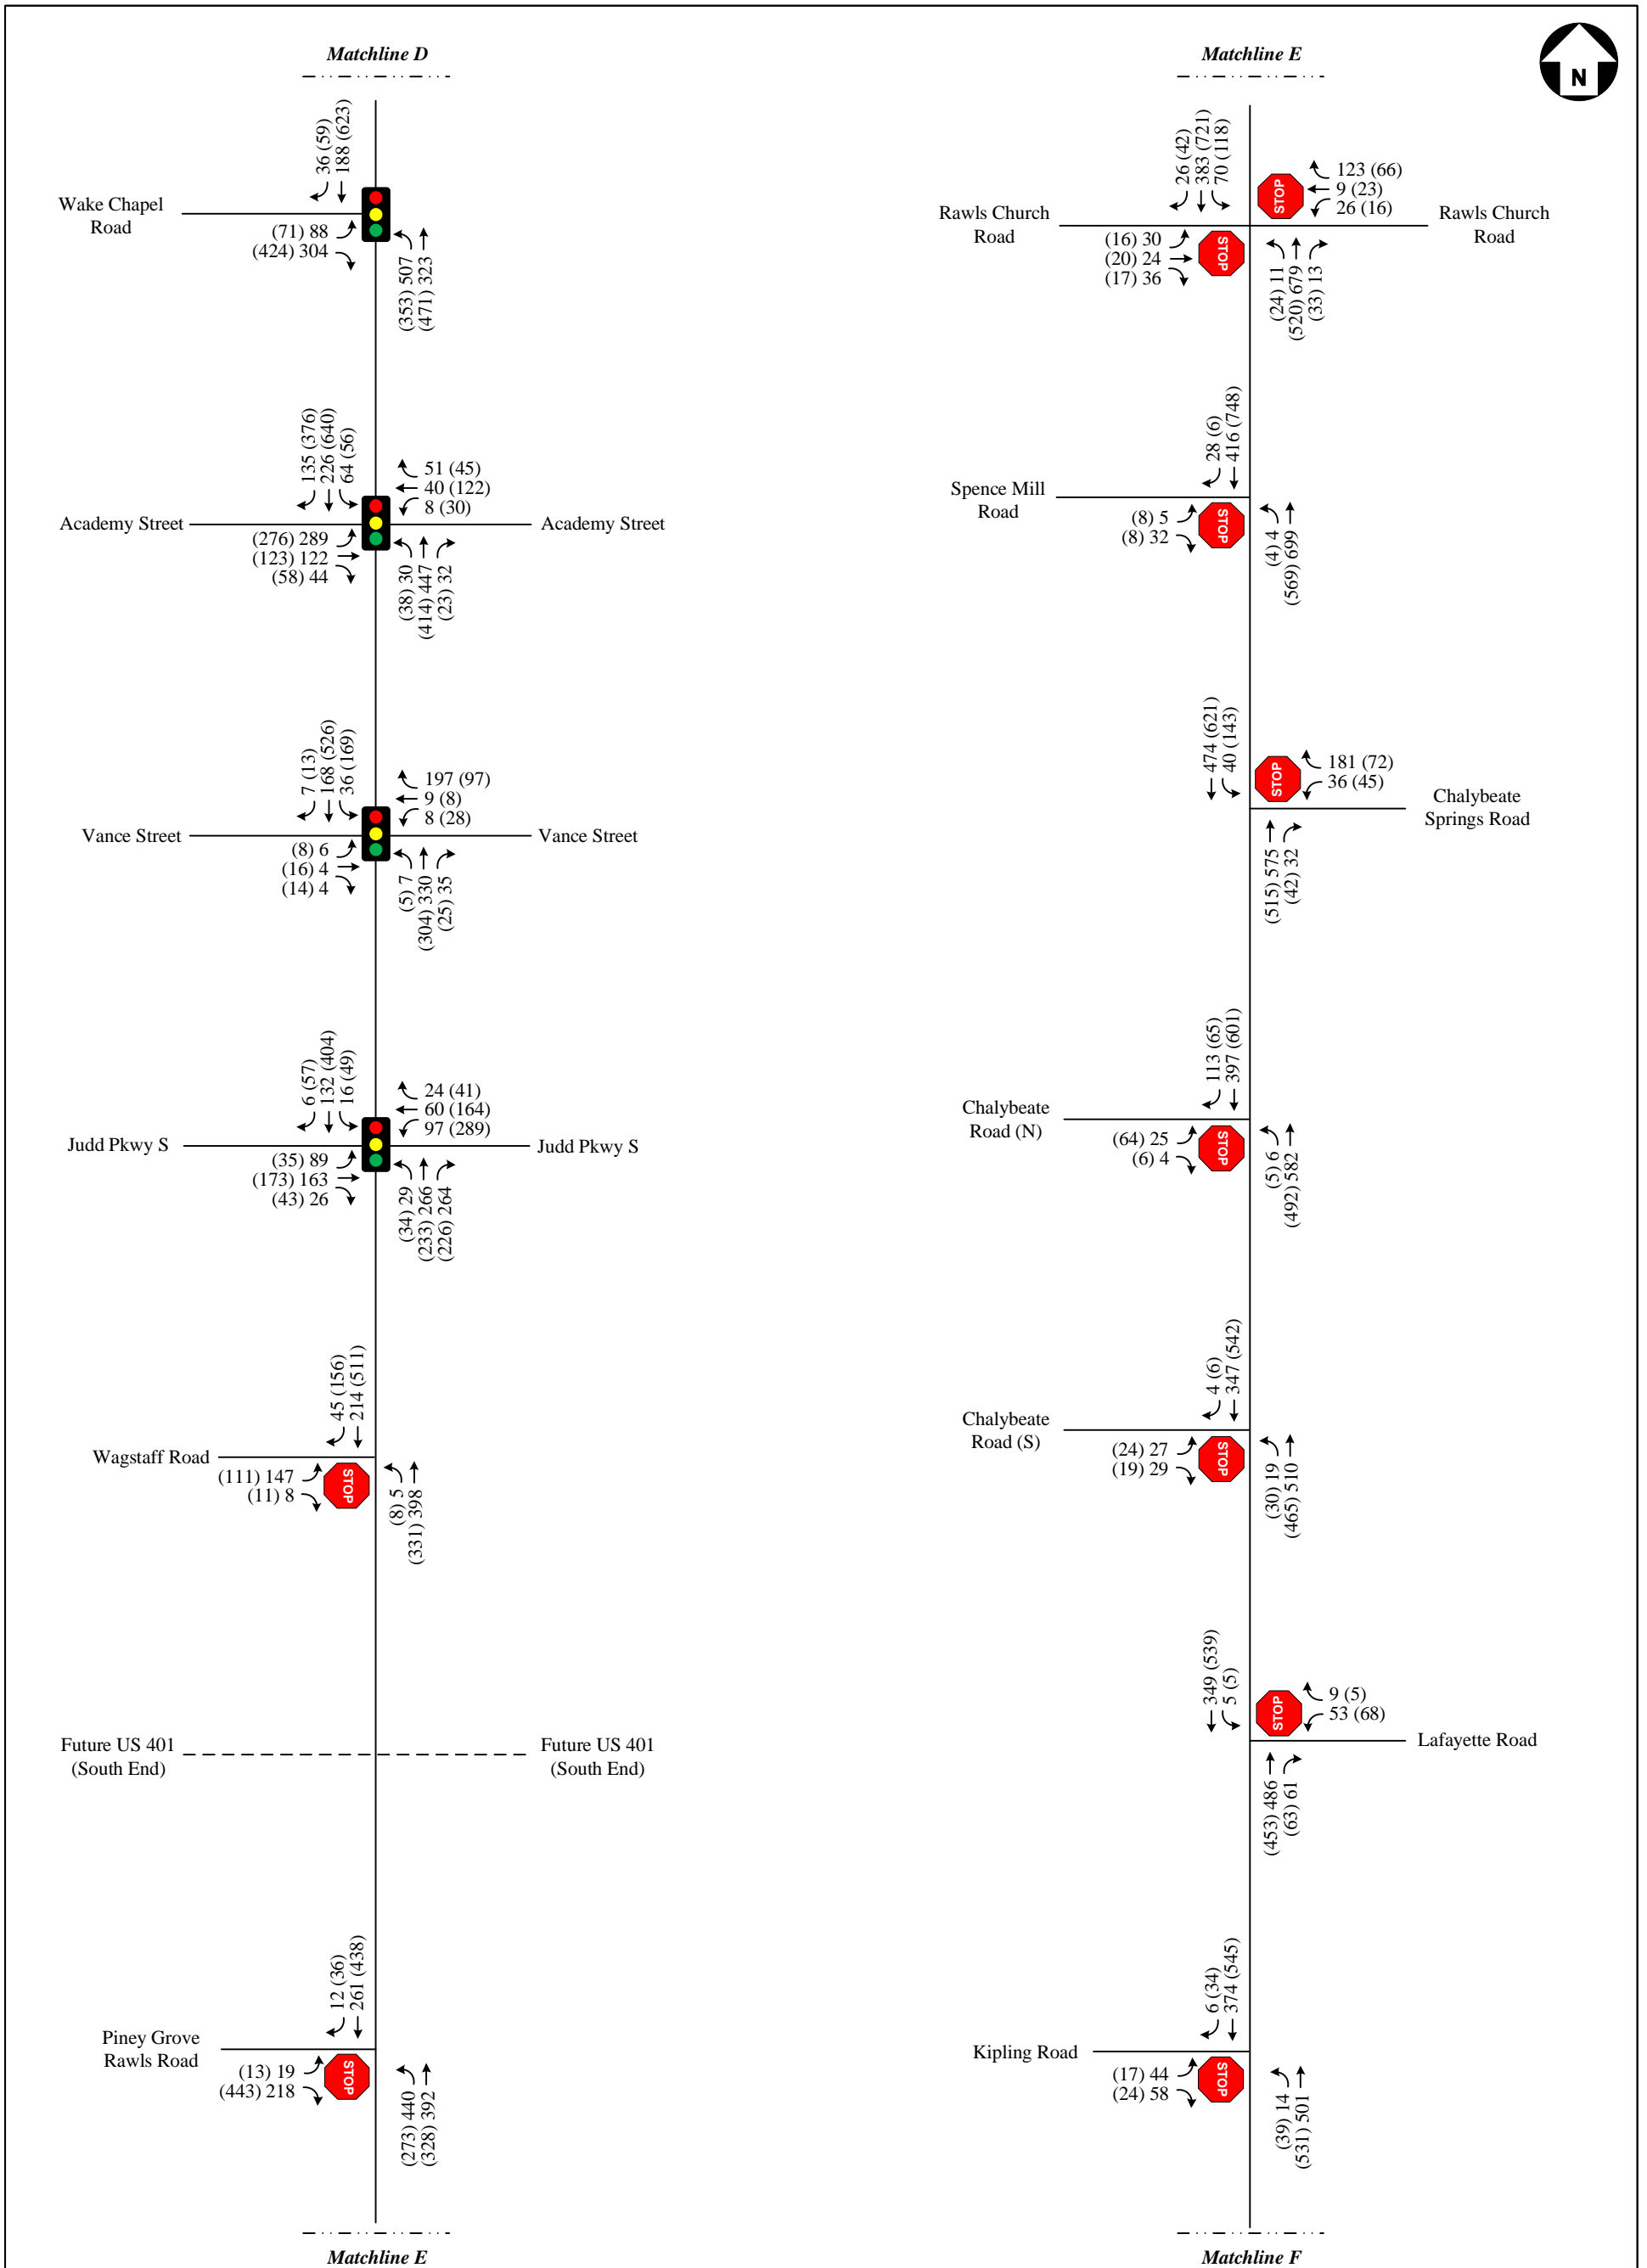 Matchline D
36 (59)
188 (623)
Wake Chapel
Road
(71) 88
(424) 304
(353) 507
(471) 323
135 (376)
226 (640)
64 (56)
51 (45)
40 (122)
8 (30)
Academy Street
Academy Street
(276) 289
(123) 122
(58) 44
(38) 30
(414) 447
(23) 32
7 (13)
168 (526)
36 (169)
197 (97)
9 (8)
8 (28)
Vance Street
Vance Street
(8) 6
(16) 4
(14) 4
(5) 7
(304) 330
(25) 35
6 (57)
132 (404)
16 (49)
24 (41)
60 (164)
97 (289)
Judd Pkwy S
Judd Pkwy S
(35) 89
(173) 163
(43) 26
(34) 29
(233) 266
(226) 264
45 (156)
214 (511)
Wagstaff Road
(111) 147
(11) 8
STOP
(8) 5
(331) 398
Future US 401
(South End)
Future US 401
(South End)
12 (36)
261 (438)
Piney Grove
Rawls Road
(13) 19
(443) 218
STOP
(273) 440
(328) 392
Matchline E
Matchline E
N
26 (42)
383 (721)
70 (118)
STOP
123 (66)
9 (23)
26 (16)
Rawls Church
Road
Rawls Church
Road
(16) 30
(20) 24
(17) 36
STOP
(24) 11
(520) 679
(33) 13
28 (6)
416 (748)
Spence Mill
Road
(8) 5
(8) 32
STOP
(4) 4
(569) 699
474 (621)
40 (143)
STOP
181 (72)
36 (45)
Chalybeate
Springs Road
(515) 575
(42) 32
113 (65)
397 (601)
Chalybeate
Road (N)
(64) 25
(6) 4
STOP
(5) 6
(492) 582
4 (6)
347 (542)
Chalybeate
Road (S)
(24) 27
(19) 29
STOP
(30) 19
(465) 510
349 (539)
5 (5)
STOP
9 (5)
53 (68)
Lafayette Road
(453) 486
(63) 61
6 (34)
374 (545)
Kipling Road
(17) 44
(24) 58
STOP
(39) 14
(531) 501
Matchline F